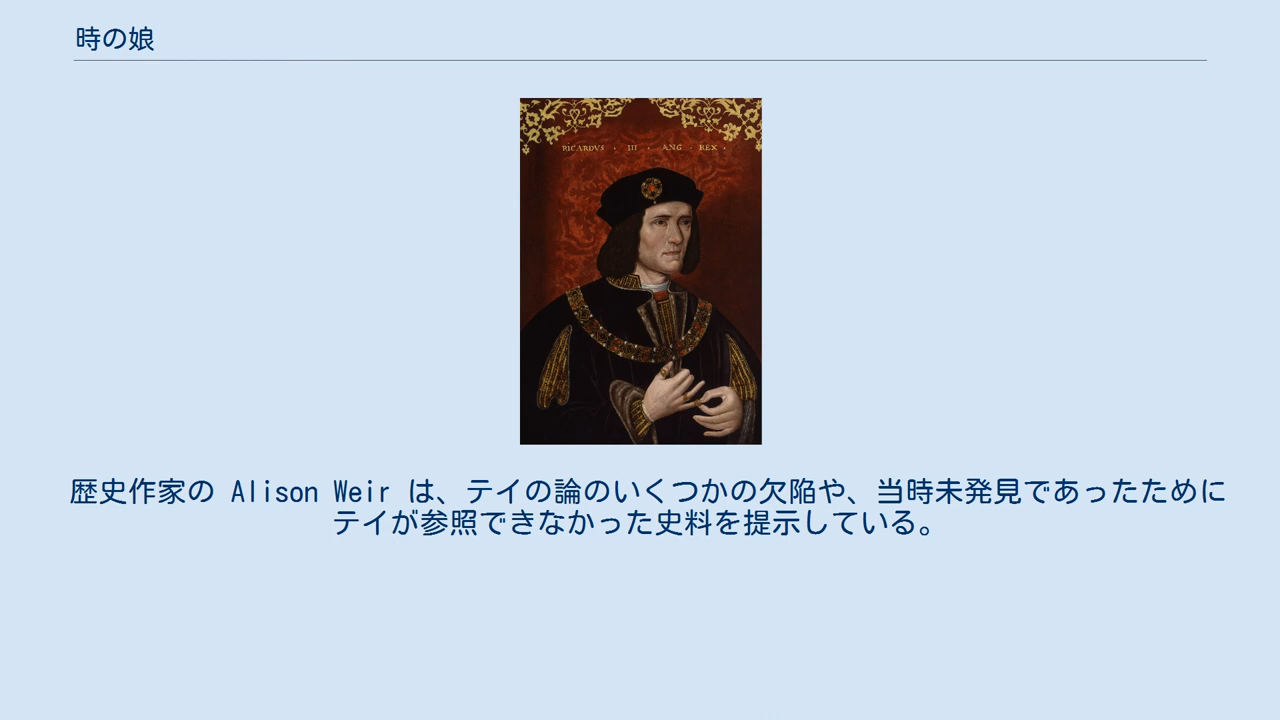 時の娘
RICARDVS · III · ANG · REX ·
歴史作家の Alison Weir は、テイの論のいくつかの欠陥や、当時未発見であったために
テイが参照できなかった史料を提示している。